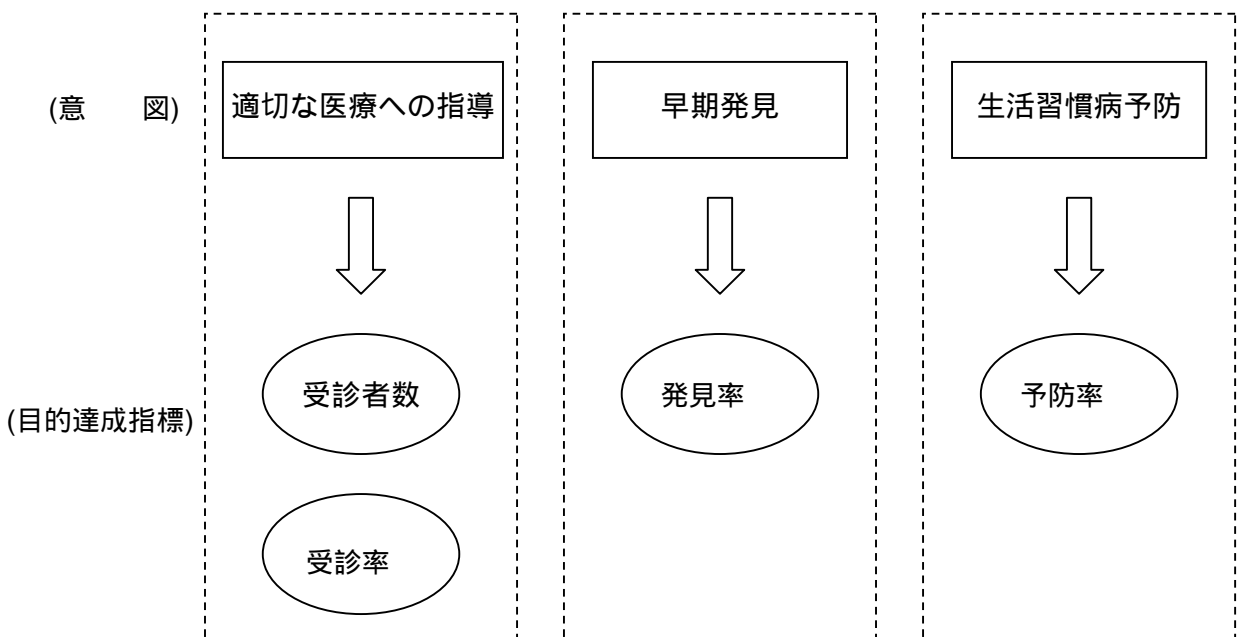 (意　　図)
適切な医療への指導
早期発見
生活習慣病予防
(目的達成指標)
受診者数
発見率
予防率
受診率